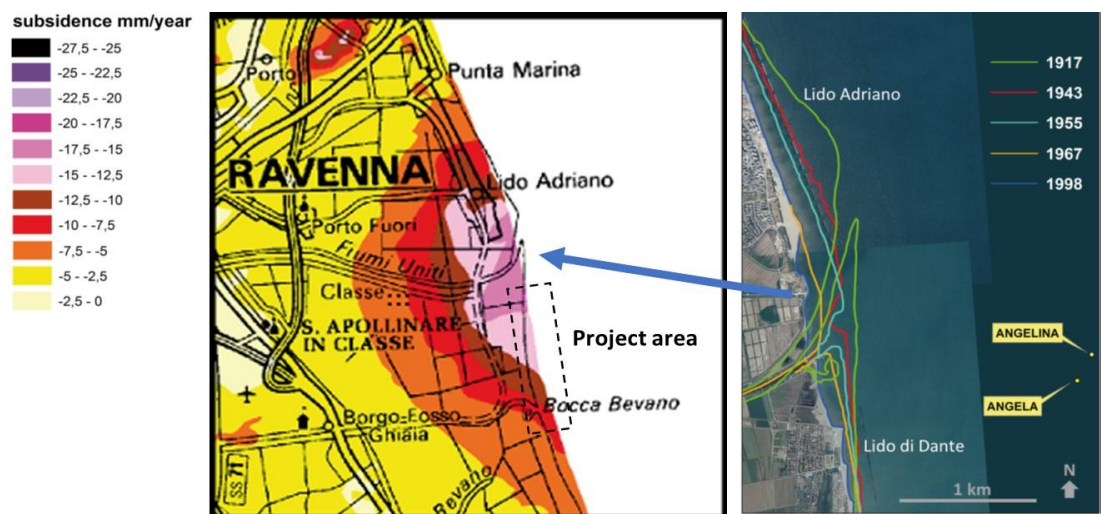 subsidence mm/year
-27,5 - -25
-25 - -22,5
-22,5 - -20
-20 - -17,5
-17,5 - -15
-15 - -12,5
-12,5 - -10
-10 - -7,5
-7,5 - -5
-5 - -2,5
-2,5 - 0
Porto
Punta Marina
RAVENNA
Lido Adriano
Porto Fuori
Fiumi Uniti
Classe
S. APOLLINARE
IN CLASSE
Project area
Bocca Bevano
Borgo Fosso
Ghiaia
Bevano
SS 71
1917
1943
1955
1967
1998
Lido Adriano
ANGELINA
ANGELA
Lido di Dante
1 km
N